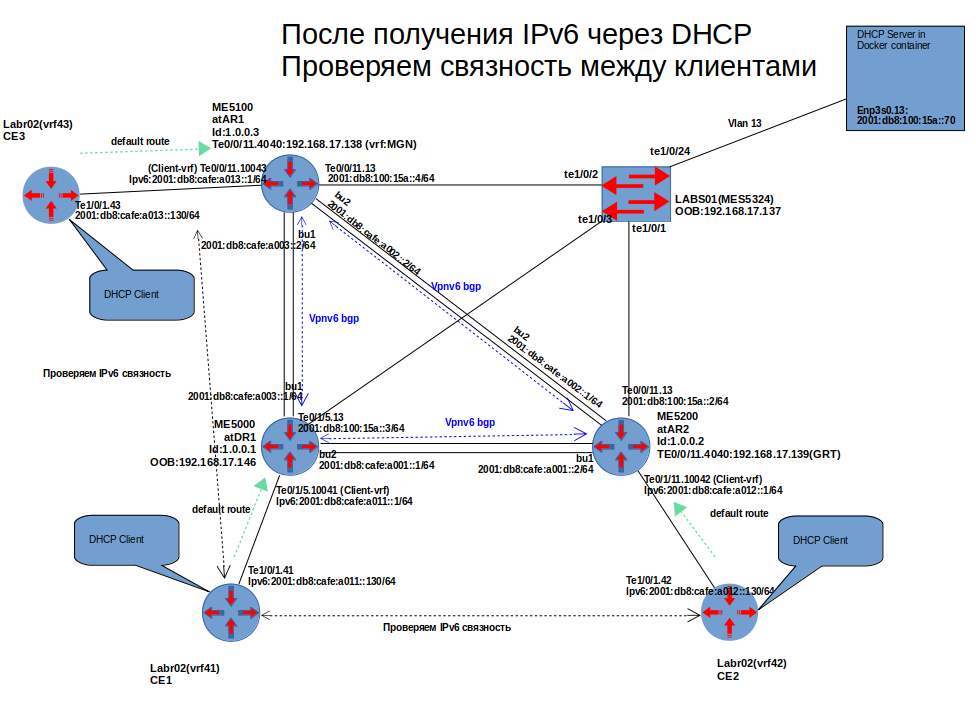 После получения IPv6 через DHCP
Проверяем связность между клиентами
DHCP Server in
Docker container
Enp3s0.13:
2001:db8:100:15a::70
Vlan 13
te1/0/24
te1/0/2
te1/0/3
te1/0/1
LABS01(ME5324)
OOB:192.168.17.137
ME5100
atAR1
Id:1.0.0.3
Te0/0/11.4040:192.168.17.138 (vrf:MGN)
Labr02(vrf43)
CE3
default route
(Client-vrf) Te0/0/11.10043
Ipv6:2001:db8:cafe:a013::1/64
Te0/0/11.13
2001:db8:100:15a::4/64
Te1/0/1.43
2001:db8:cafe:a013::130/64
DHCP Client
bu1
2001:db8:cafe:a003::2/64
bu2
2001:db8:cafe:a002::2/64
Vpnv6 bgp
Vpnv6 bgp
bu2
2001:db8:cafe:a002::1/64
Проверяем IPv6 связность
bu1
2001:db8:cafe:a003::1/64
Te0/1/5.13
2001:db8:100:15a::3/64
ME5000
atDR1
Id:1.0.0.1
OOB:192.168.17.146
Vpnv6 bgp
bu2
2001:db8:cafe:a001::1/64
bu1
2001:db8:cafe:a001::2/64
Te0/0/11.13
2001:db8:100:15a::2/64
ME5200
atAR2
Id:1.0.0.2
TE0/0/11.4040:192.168.17.139(GRT)
Te0/1/5.10041 (Client-vrf)
Ipv6:2001:db8:cafe:a011::1/64
default route
Te0/1/11.10042 (Client-vrf)
Ipv6:2001:db8:cafe:a012::1/64
default route
DHCP Client
DHCP Client
Te1/0/1.41
Ipv6:2001:db8:cafe:a011::130/64
Te1/0/1.42
Ipv6:2001:db8:cafe:a012::130/64
Проверяем IPv6 связность
Labr02(vrf41)
CE1
Labr02(vrf42)
CE2